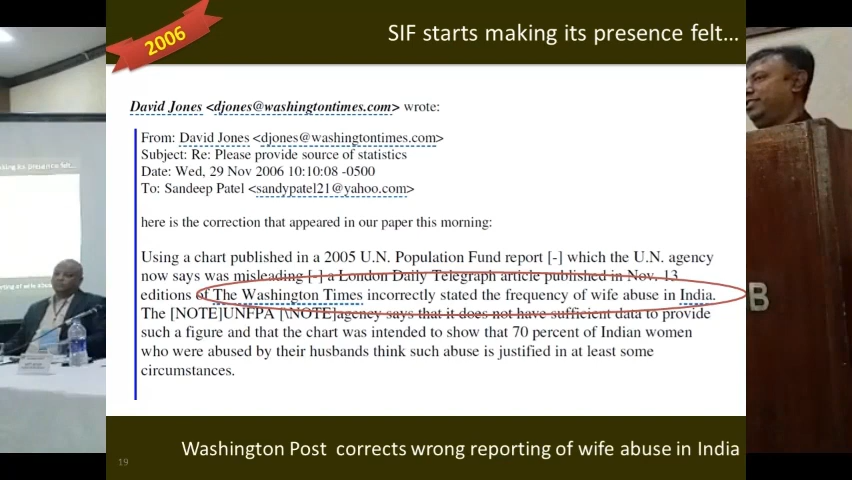 2006
SIF starts making its presence felt...
David Jones <djones@washingtontimes.com> wrote:
From: David Jones <djones@washingtontimes.com>
Subject: Re: Please provide source of statistics
Date: Wed, 29 Nov 2006 10:10:08 -0500
To: Sandeep Patel <sandypatel21@yahoo.com>
here is the correction that appeared in our paper this morning:
Using a chart published in a 2005 U.N. Population Fund report [-] which the U.N. agency
now says was misleading [-] a London Daily Telegraph article published in Nov. 13
editions of The Washington Times incorrectly stated the frequency of wife abuse in India.
The [NOTE]UNFPA [\NOTE]agency says that it does not have sufficient data to provide
such a figure and that the chart was intended to show that 70 percent of Indian women
who were abused by their husbands think such abuse is justified in at least some
circumstances.
19
Washington Post corrects wrong reporting of wife abuse in India
king its presence felt...
B